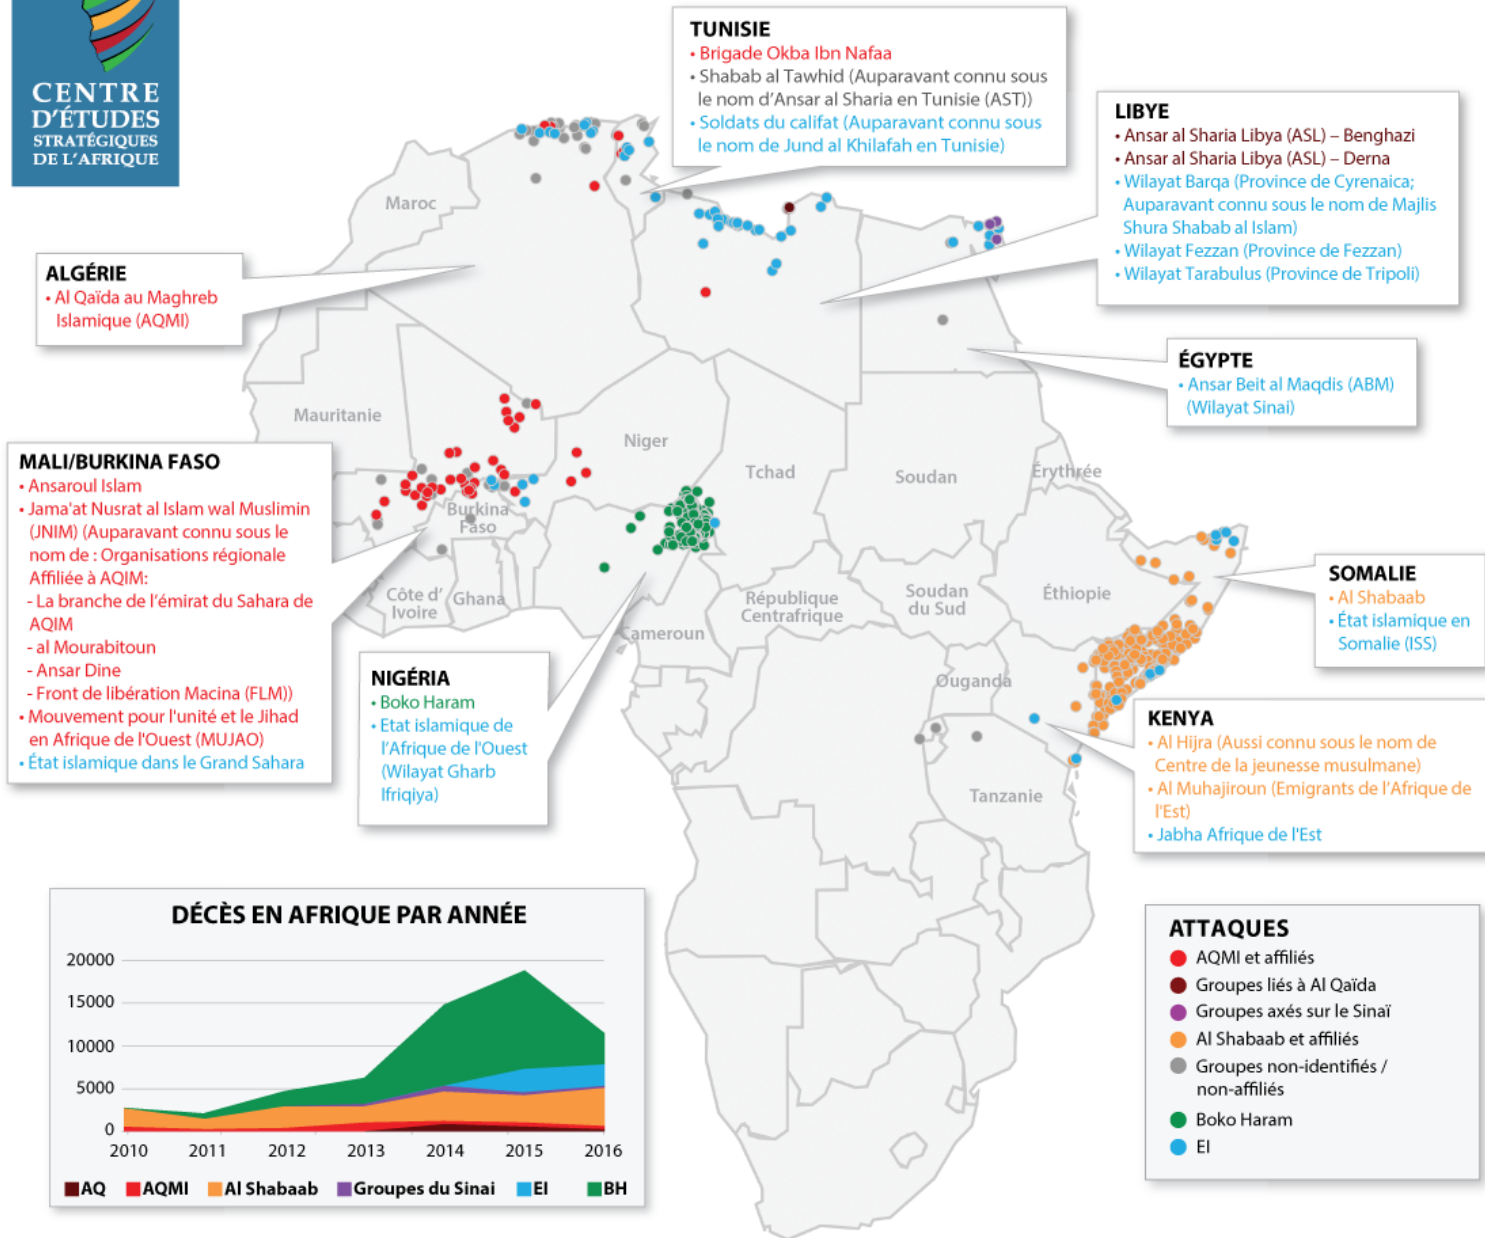 CENTRE
D'ÉTUDES
STRATÉGIQUES
DE L'AFRIQUE
TUNISIE
• Brigade Okba Ibn Nafaa
• Shabab al Tawhid (Auparavant connu sous
le nom d'Ansar al Sharia en Tunisie (AST))
• Soldats du califat (Auparavant connu sous
le nom de Jund al Khilafah en Tunisie)
LIBYE
• Ansar al Sharia Libya (ASL) – Benghazi
• Ansar al Sharia Libya (ASL) – Derna
• Wilayat Barqa (Province de Cyrenaica;
Auparavant connu sous le nom de Majlis
Shura Shabab al Islam)
• Wilayat Fezzan (Province de Fezzan)
• Wilayat Tarabulus (Province de Tripoli)
ALGÉRIE
• Al Qaïda au Maghreb
Islamique (AQMI)
ÉGYPTE
• Ansar Beit al Maqdis (ABM)
(Wilayat Sinai)
Maroc
Mauritanie
Niger
Tchad
Soudan
Érythrée
Burkina
Faso
Côte d'
Ivoire
Ghana
Cameroun
République
Centrafrique
Soudan
du Sud
Éthiopie
Ouganda
Tanzanie
MALI/BURKINA FASO
• Ansaroul Islam
• Jama'at Nusrat al Islam wal Muslimin
(JNIM) (Auparavant connu sous le
nom de : Organisations régionale
Affiliée à AQIM:
- La branche de l'émirat du Sahara de
AQIM
- al Mourabitoun
- Ansar Dine
- Front de libération Macina (FLM))
• Mouvement pour l'unité et le Jihad
en Afrique de l'Ouest (MUJAO)
• État islamique dans le Grand Sahara
NIGÉRIA
• Boko Haram
• Etat islamique de
l'Afrique de l'Ouest
(Wilayat Gharb
Ifriqiya)
SOMALIE
• Al Shabaab
• État islamique en
Somalie (ISS)
KENYA
• Al Hijra (Aussi connu sous le nom de
Centre de la jeunesse musulmane)
• Al Muhajiroun (Emigrants de l'Afrique de
l'Est)
• Jabha Afrique de l'Est
DÉCÈS EN AFRIQUE PAR ANNÉE
20000
15000
10000
5000
0
2010 2011 2012 2013 2014 2015 2016
AQ AQMI Al Shabaab Groupes du Sinai EI BH
ATTAQUES
AQMI et affiliés
Groupes liés à Al Qaïda
Groupes axés sur le Sinaï
Al Shabaab et affiliés
Groupes non-identifiés /
non-affiliés
Boko Haram
EI